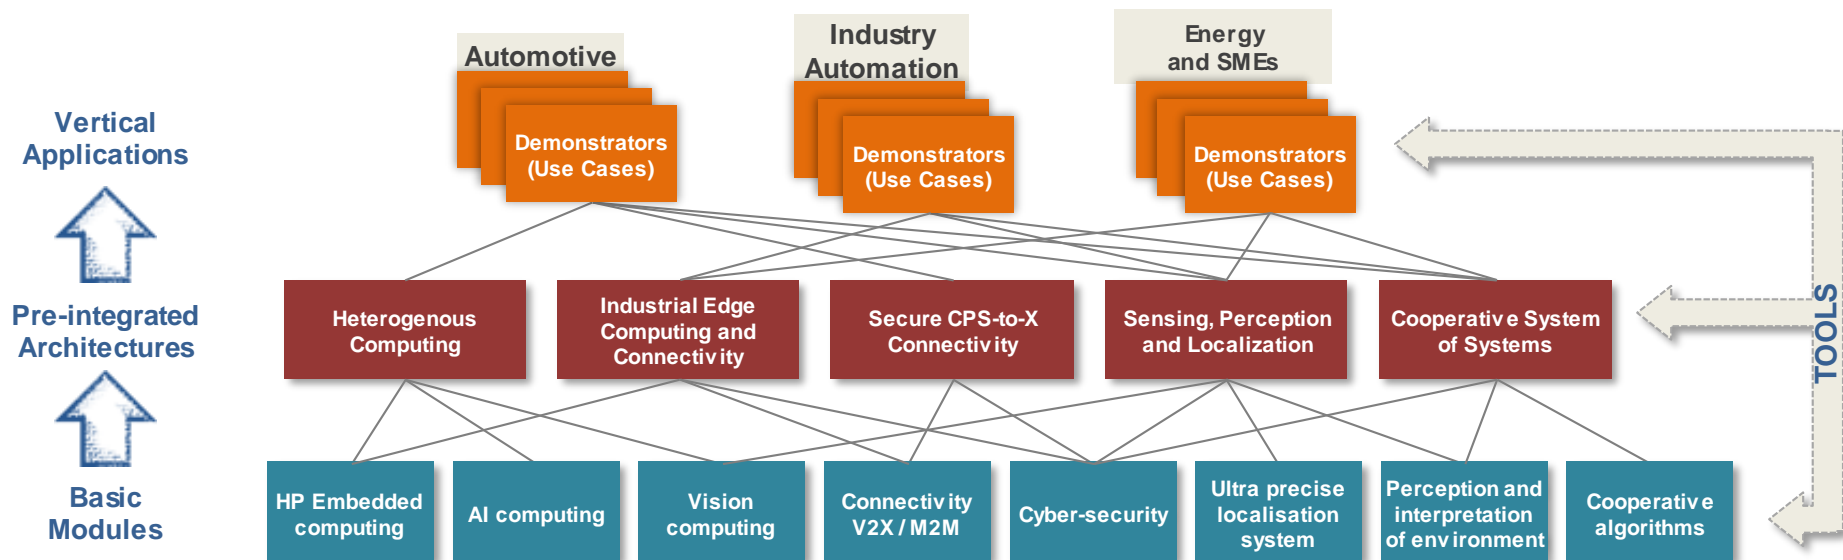 Automotive
Industry
Automation
Energy
and SMEs
Vertical
Applications
Demonstrators
(Use Cases)
Demonstrators
(Use Cases)
Demonstrators
(Use Cases)
Pre-integrated
Architectures
Heterogenous
Computing
Industrial Edge
Computing and
Connectivity
Secure CPS-to-X
Connectivity
Sensing, Perception
and Localization
Cooperative System
of Systems
TOOLS
Basic
Modules
HP Embedded
computing
AI computing
Vision
computing
Connectivity
V2X / M2M
Cyber-security
Ultra precise
localisation
system
Perception and
interpretation
of environment
Cooperative
algorithms